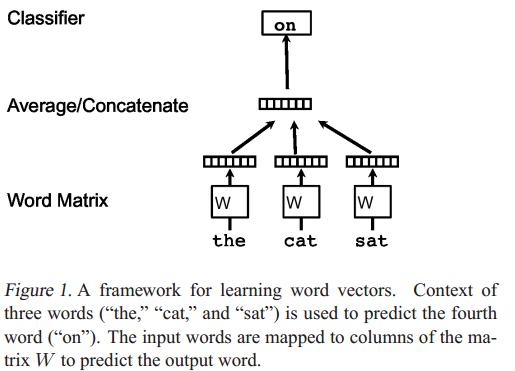 Classifier
on
Average/Concatenate
Word Matrix
W W W
the cat sat
Figure 1. A framework for learning word vectors. Context of
three words (“the,” “cat,” and “sat”) is used to predict the fourth
word (“on”). The input words are mapped to columns of the ma-
trix W to predict the output word.